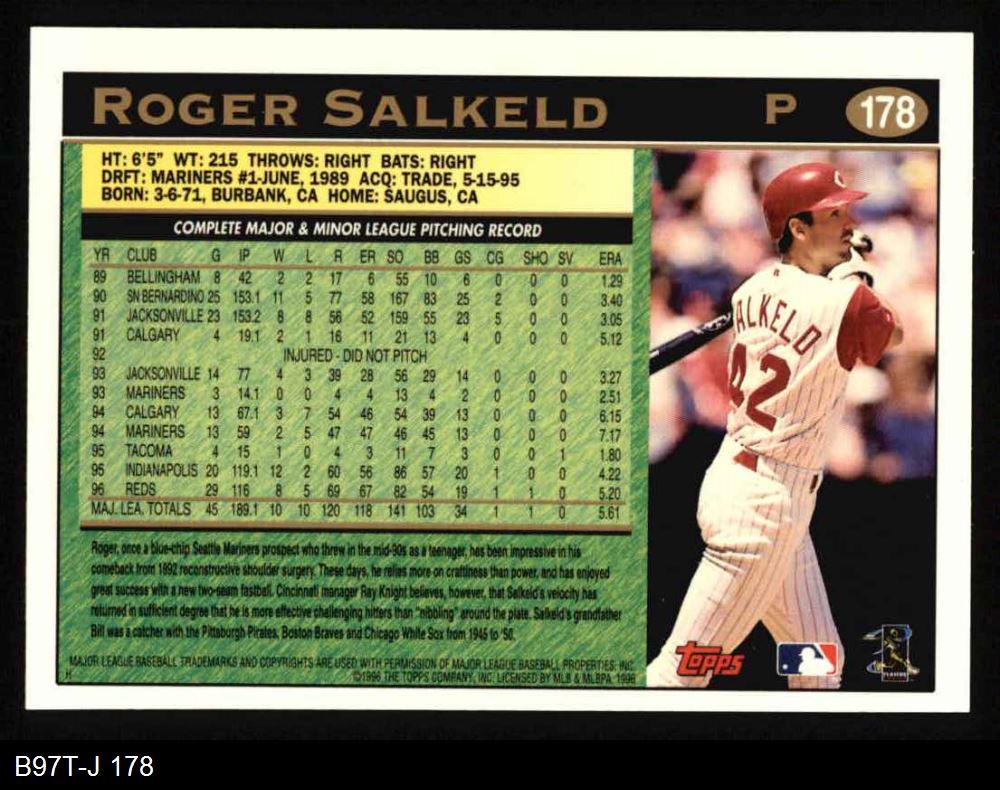 ROGER SALKELD P 178
HT: 6'5" WT: 215 THROWS: RIGHT BATS: RIGHT
DRFT: MARINERS #1-JUNE, 1989 ACQ: TRADE, 5-15-95
BORN: 3-6-71, BURBANK, CA HOME: SAUGUS, CA
COMPLETE MAJOR & MINOR LEAGUE PITCHING RECORD
YR CLUB G IP W L R ER SO BB GS CG SHO SV ERA
89 BELLINGHAM 8 42 2 2 17 6 55 10 6 0 0 0 1.29
90 SN BERNARDINO 25 153.1 11 5 77 58 167 83 25 2 0 0 3.40
91 JACKSONVILLE 23 153.2 8 8 56 52 159 55 23 5 0 0 3.05
91 CALGARY 4 19.1 2 1 16 11 21 13 4 0 0 0 5.12
92 INJURED - DID NOT PITCH
93 JACKSONVILLE 14 77 4 3 39 28 56 29 14 0 0 0 3.27
93 MARINERS 3 14.1 0 0 4 4 13 4 2 0 0 0 2.51
94 CALGARY 13 67.1 3 7 54 46 54 39 13 0 0 0 6.15
94 MARINERS 13 59 2 5 47 47 46 45 13 0 0 0 7.17
95 TACOMA 4 15 1 0 4 3 11 7 3 0 0 1 1.80
95 INDIANAPOLIS 20 119.1 12 2 60 56 86 57 20 1 0 0 4.22
96 REDS 29 116 8 5 69 67 82 54 19 1 1 0 5.20
MAJ. LEA. TOTALS 45 189.1 10 10 120 118 141 103 34 1 1 0 5.61
Roger, once a blue-chip Seattle Mariners prospect who threw in the mid-90s as a teenager, has been impressive in his
comeback from 1992 reconstructive shoulder surgery. These days, he relies more on craftiness than power, and has enjoyed
great success with a new two-seam fastball. Cincinnati manager Ray Knight believes, however, that Salkeld's velocity has
returned in sufficient degree that he is more effective challenging hitters than "nibbling" around the plate. Salkeld's grandfather
Bill was a catcher with the Pittsburgh Pirates, Boston Braves and Chicago White Sox from 1945 to '50.
MAJOR LEAGUE BASEBALL TRADEMARKS AND COPYRIGHTS ARE USED WITH PERMISSION OF MAJOR LEAGUE BASEBALL PROPERTIES, INC.
H ©1996 THE TOPPS COMPANY, INC. LICENSED BY MLB & MLBPA 1996
ALKELD
42
topps
PLAYERS
B97T-J 178